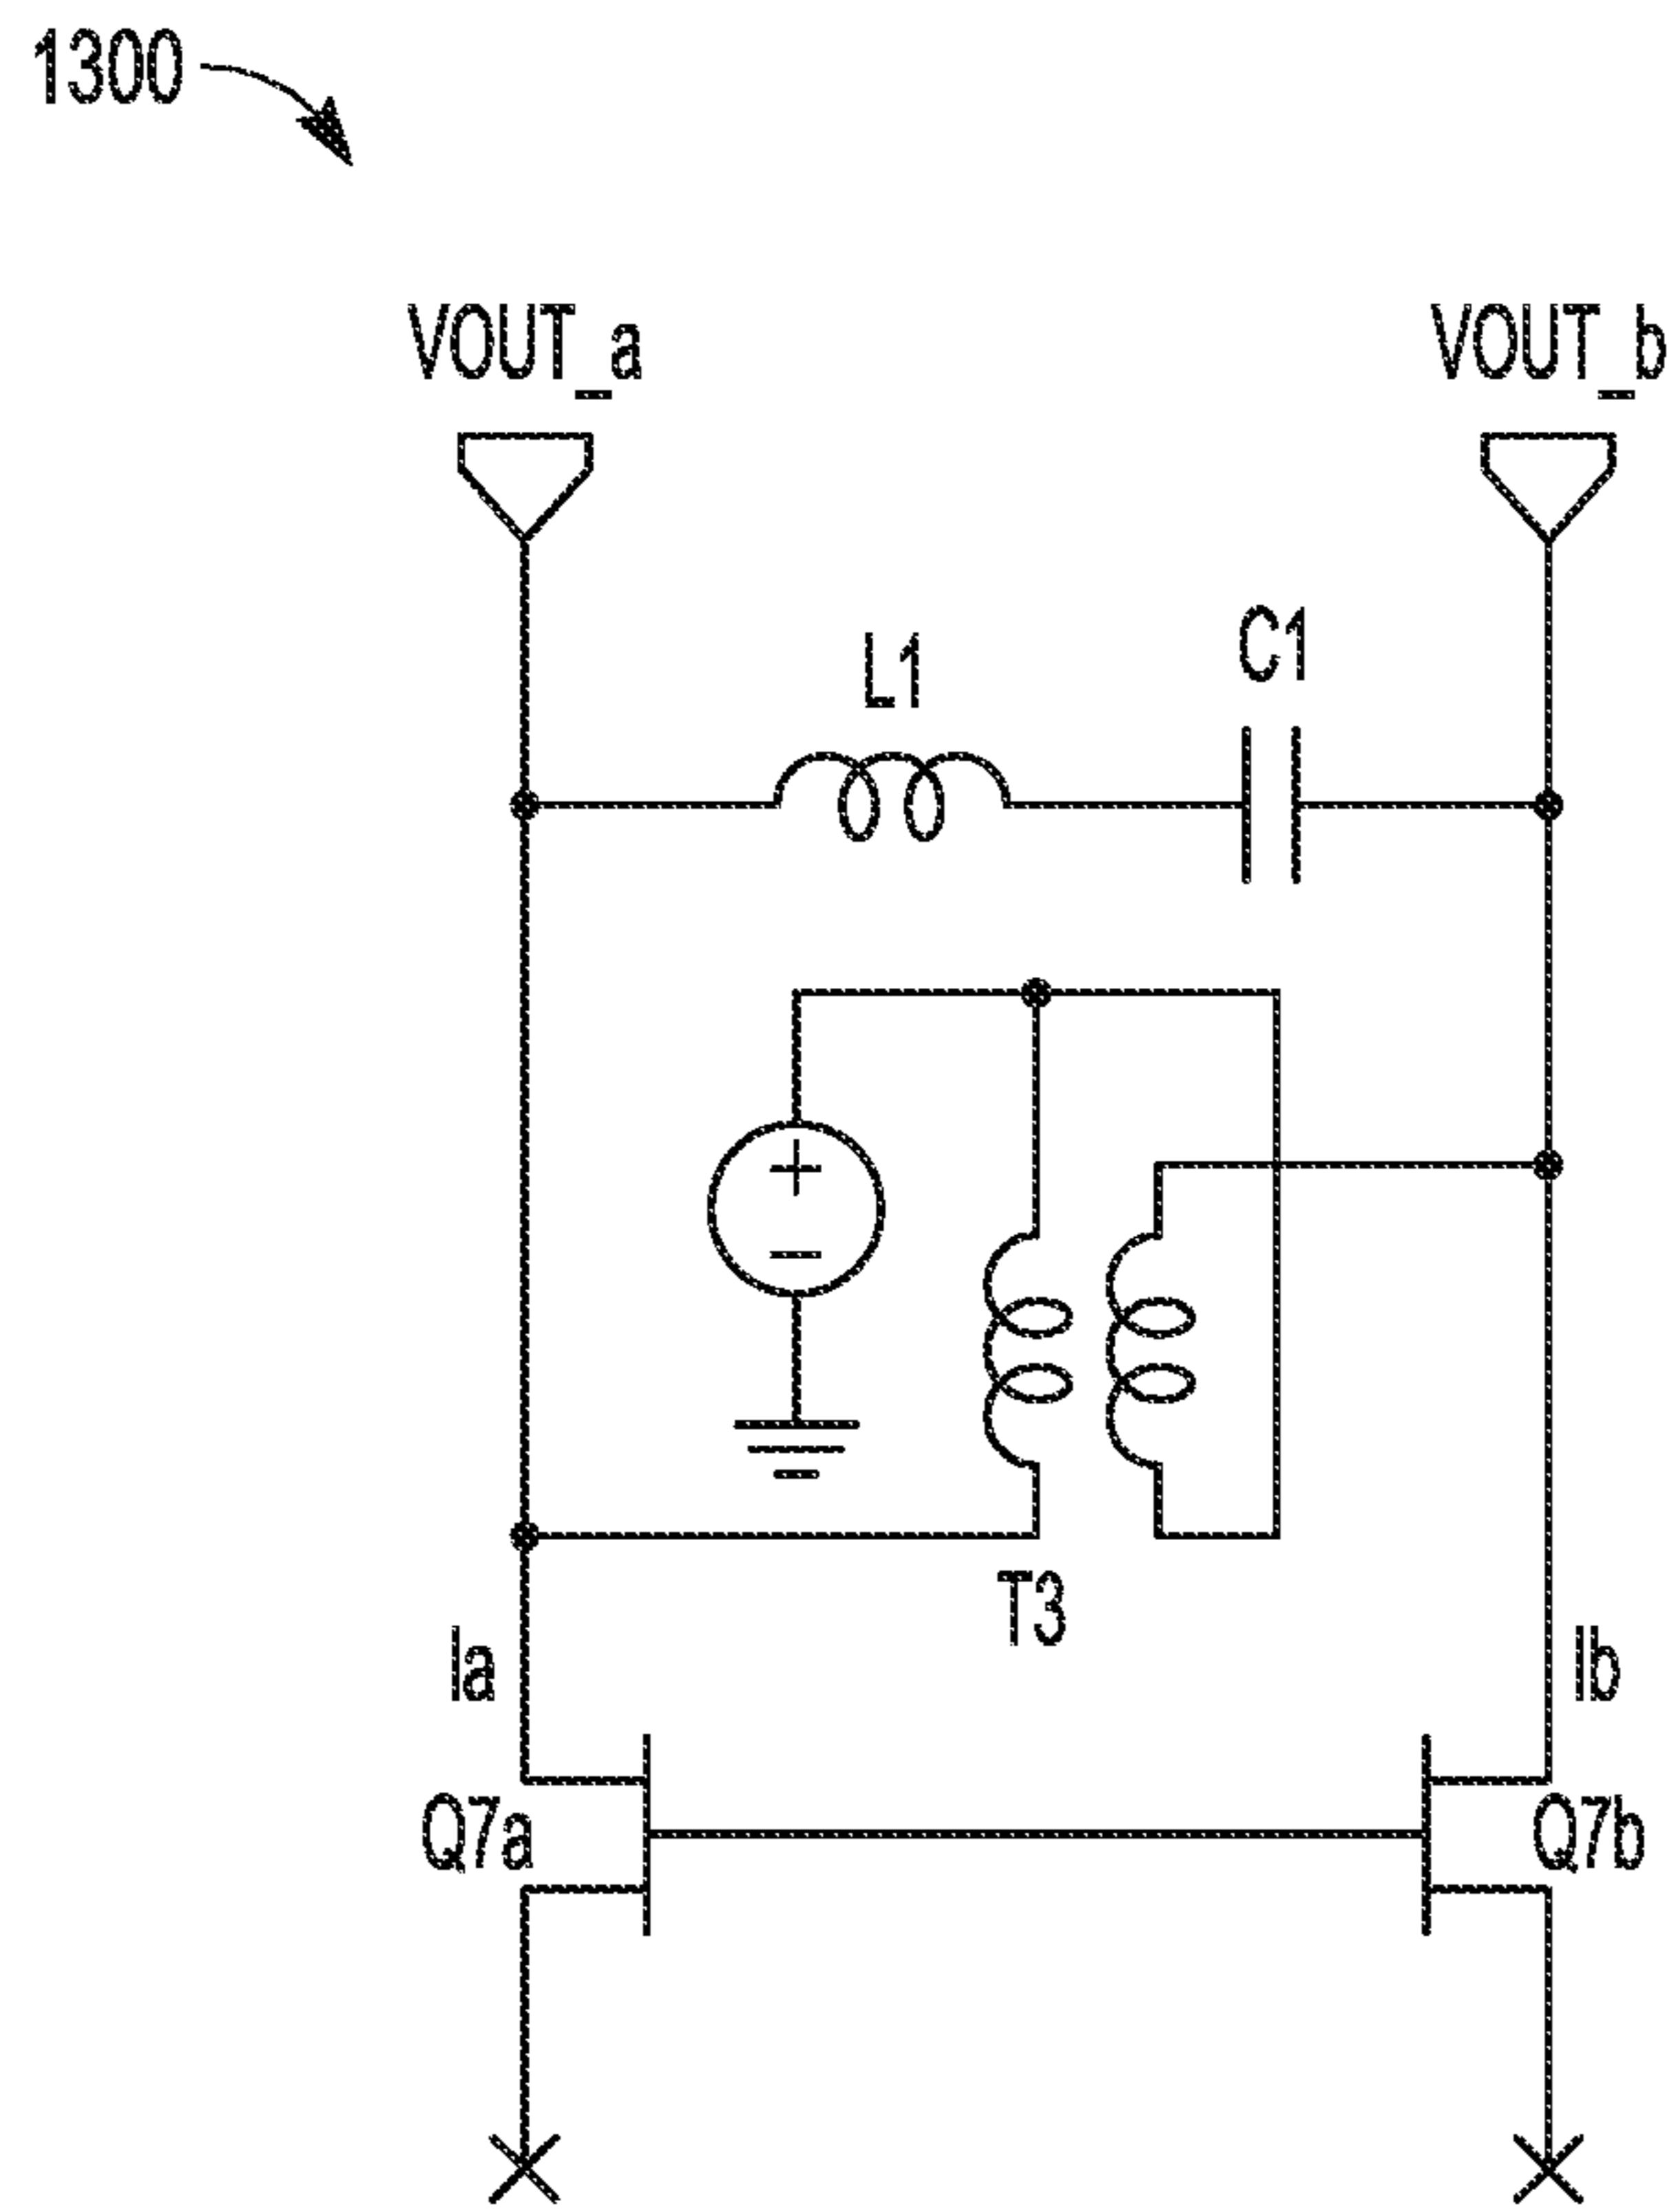 1300
VOUT_a
VOUT_b
L1
C1
+
−
T3
Ia
Ib
Q7a
Q7b